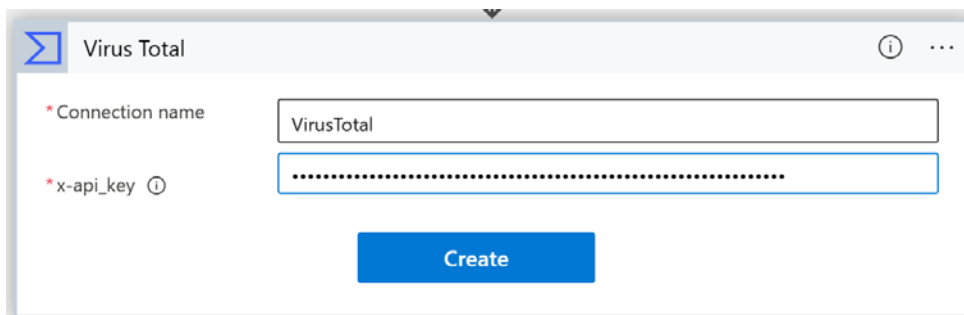 Virus Total
* Connection name
VirusTotal
* x-api_key
••••••••••••••••••••••••••••••••••••••••••••••••••••••••••••••••
Create